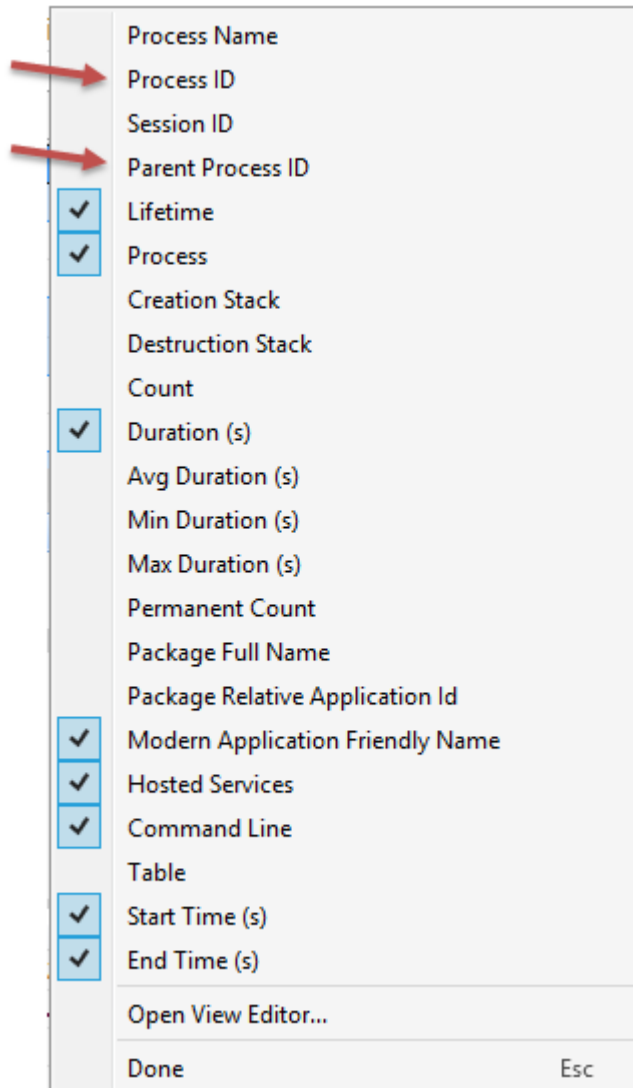 Process Name
Process ID
Session ID
Parent Process ID
Lifetime
Process
Creation Stack
Destruction Stack
Count
Duration (s)
Avg Duration (s)
Min Duration (s)
Max Duration (s)
Permanent Count
Package Full Name
Package Relative Application Id
Modern Application Friendly Name
Hosted Services
Command Line
Table
Start Time (s)
End Time (s)
Open View Editor...
Done Esc